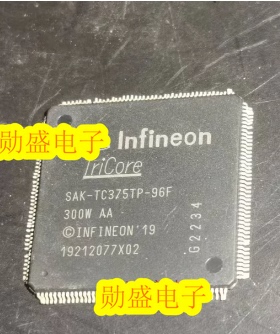 勋盛电子
Infineon
TriCore
SAK-TC375TP-96F
300W AA
©INFINEON'19
19212077X02
G2234
勋盛电子